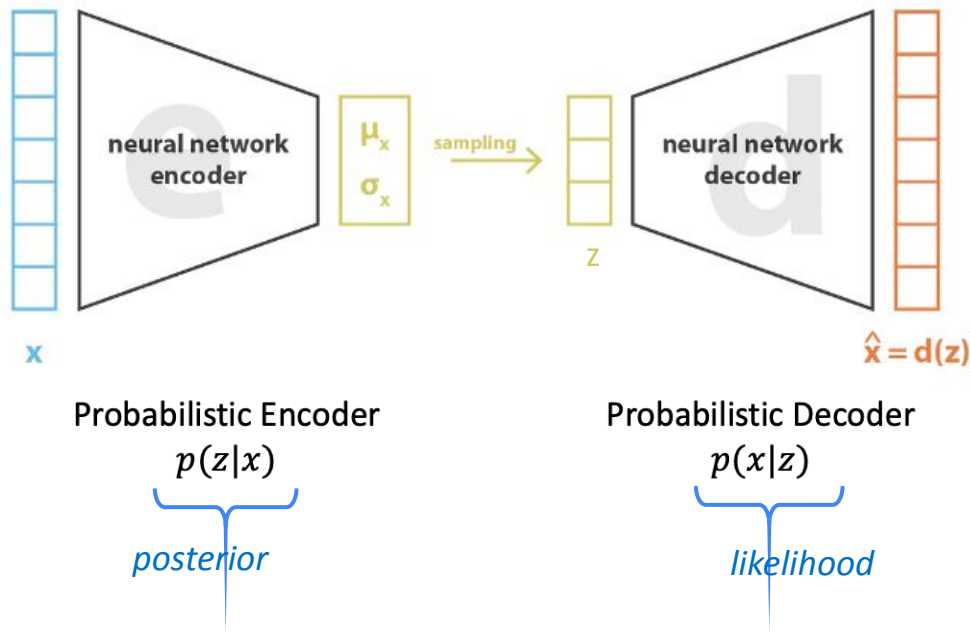 e
neural network
encoder
μₓ
σₓ
sampling
d
neural network
decoder
z
x
x̂ = d(z)
Probabilistic Encoder
p(z|x)
posterior
Probabilistic Decoder
p(x|z)
likelihood